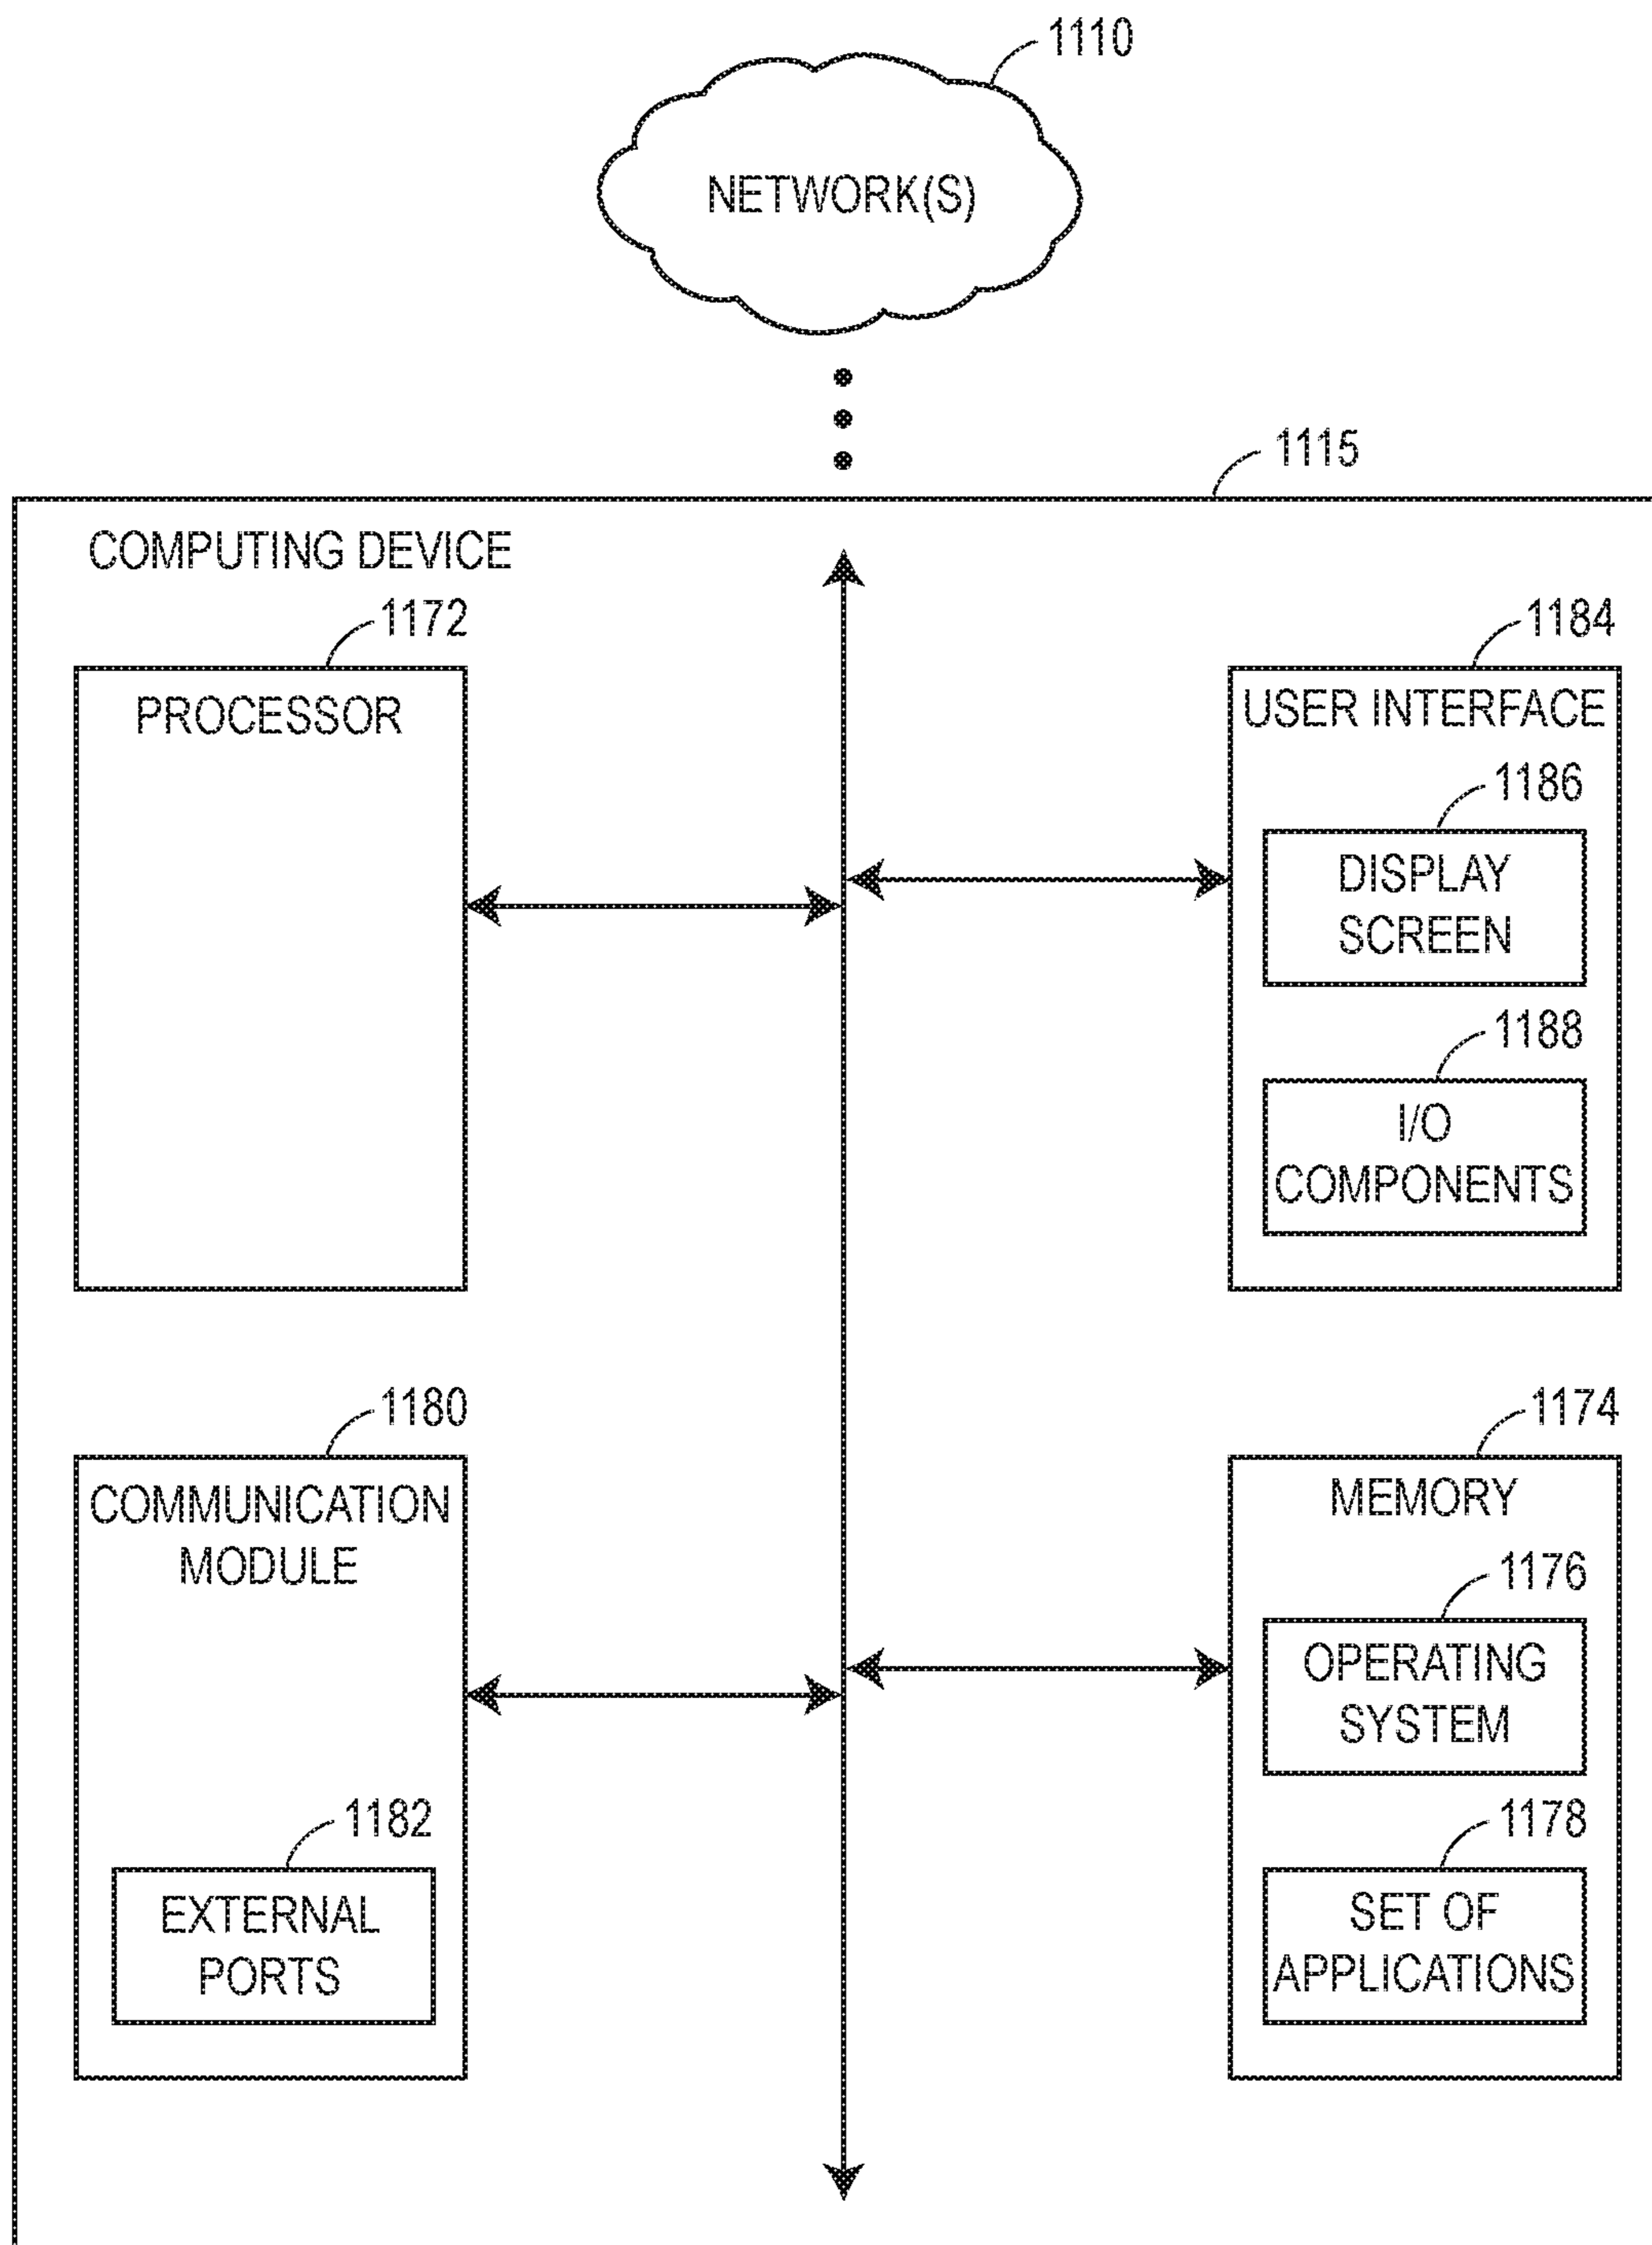 1110
NETWORK(S)
1115
COMPUTING DEVICE
1172
PROCESSOR
1184
USER INTERFACE
1186
DISPLAY
SCREEN
1188
I/O
COMPONENTS
1180
COMMUNICATION
MODULE
1182
EXTERNAL
PORTS
1174
MEMORY
1176
OPERATING
SYSTEM
1178
SET OF
APPLICATIONS